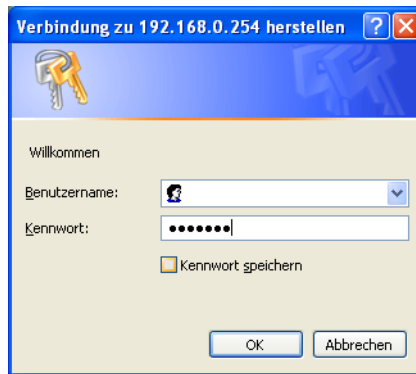 Verbindung zu 192.168.0.254 herstellen
Willkommen
Benutzername:
Kennwort:
Kennwort speichern
OK Abbrechen